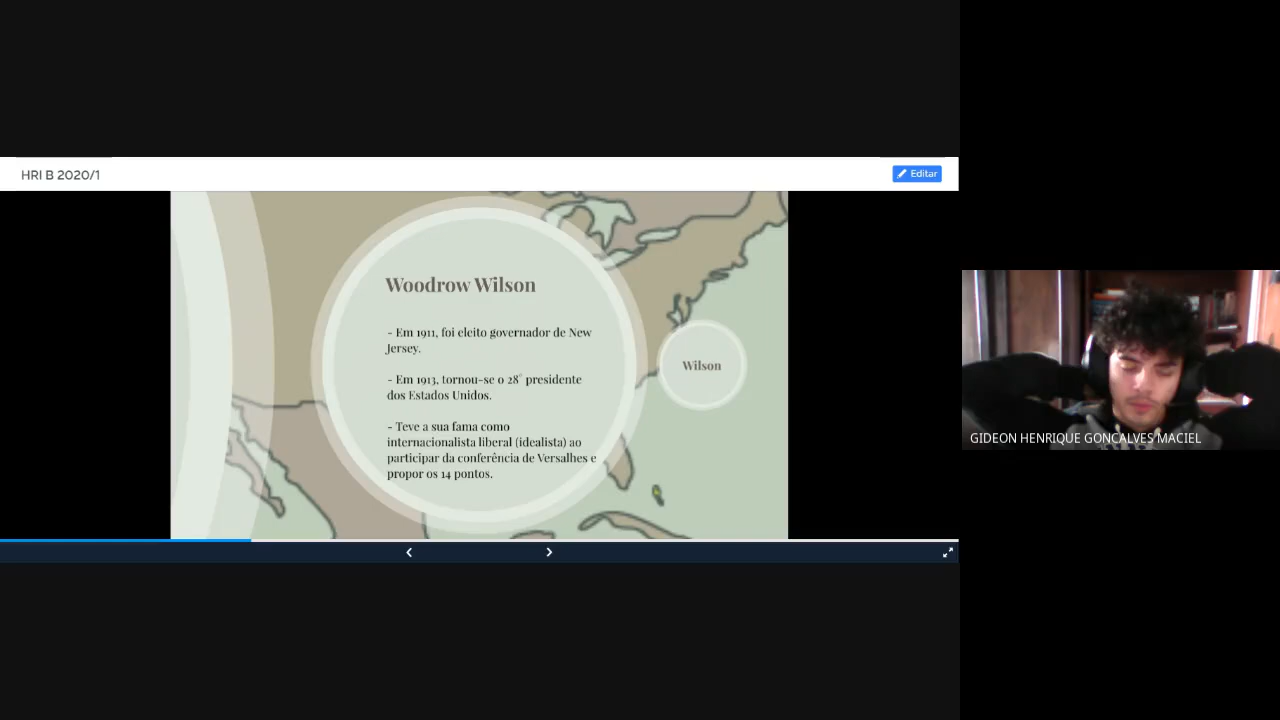 HRI B 2020/1
Editar
Woodrow Wilson
- Em 1911, foi eleito governador de New
Jersey.
- Em 1913, tornou-se o 28° presidente
dos Estados Unidos.
- Teve a sua fama como
internacionalista liberal (idealista) ao
participar da conferência de Versalhes e
propor os 14 pontos.
Wilson
GIDEON HENRIQUE GONCALVES MACIEL